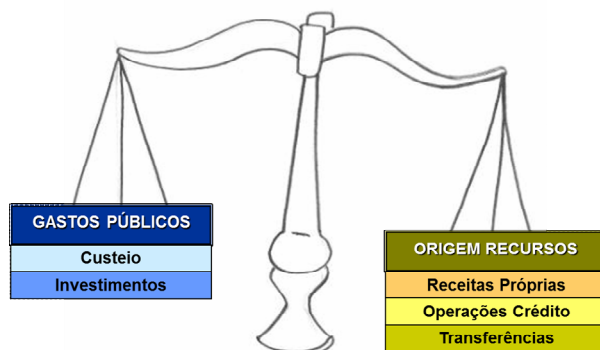 GASTOS PÚBLICOS
Custeio
Investimentos
ORIGEM RECURSOS
Receitas Próprias
Operações Crédito
Transferências